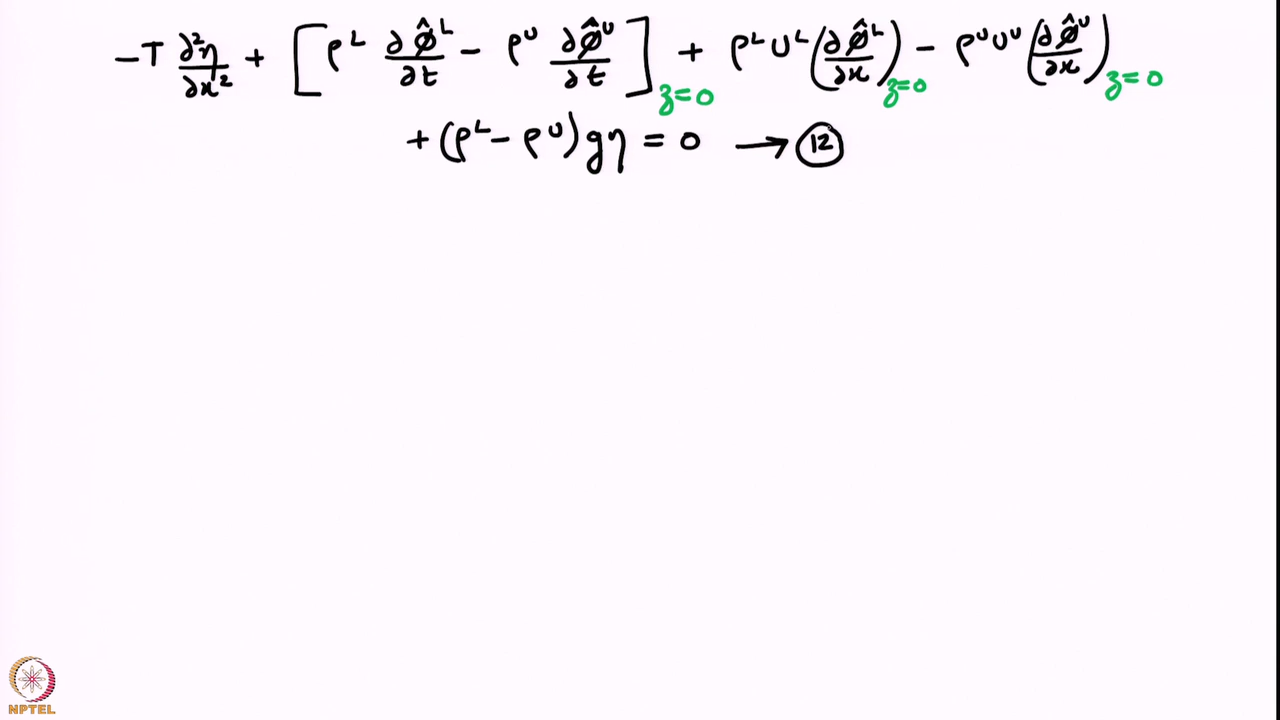 −T ∂²η/∂x² + [ρᴸ ∂φ̂ᴸ/∂t − ρᵁ ∂φ̂ᵁ/∂t]z=0 + ρᴸUᴸ(∂φ̂ᴸ/∂x)z=0 − ρᵁUᵁ(∂φ̂ᵁ/∂x)z=0
+ (ρᴸ − ρᵁ)gη = 0 → ⑫
NPTEL